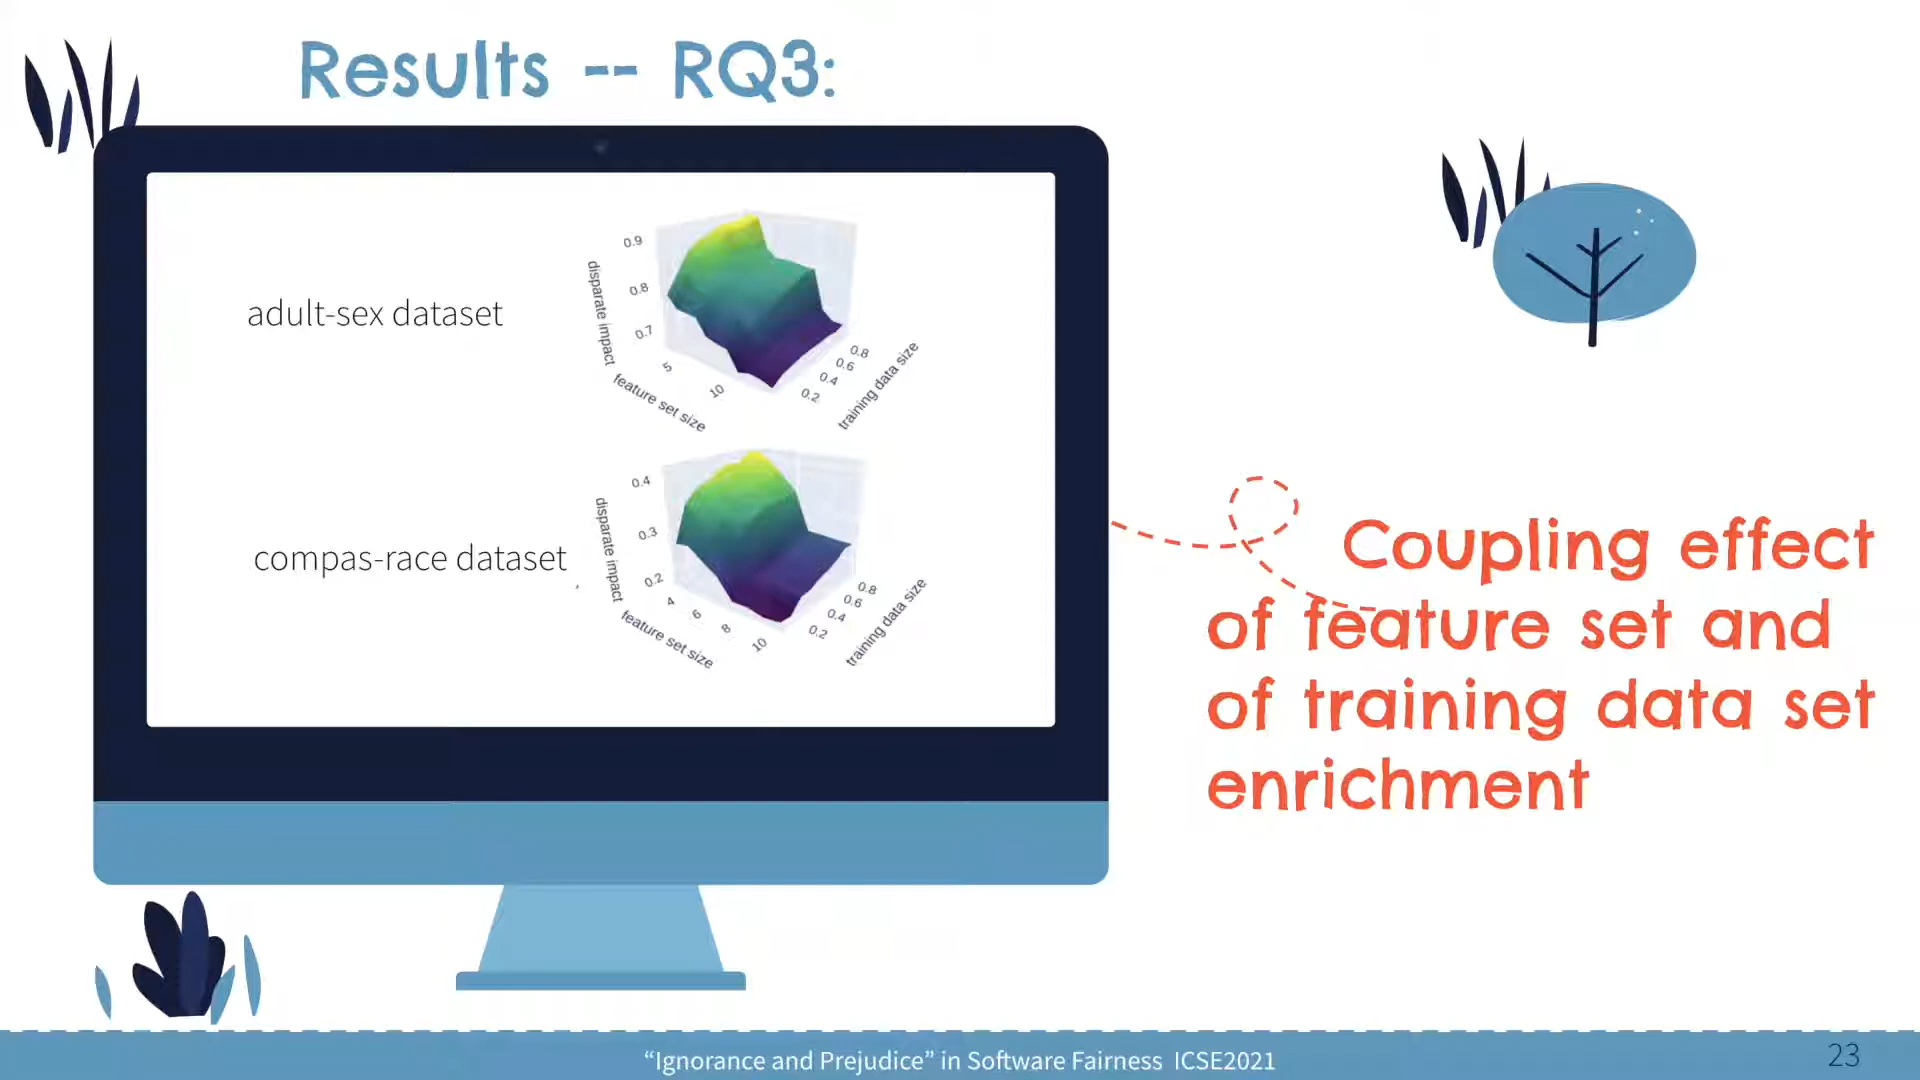 Results -- RQ3:
adult-sex dataset
0.9
0.8
0.7
disparate impact
5
10
feature set size
0.8
0.6
0.4
0.2
training data size
compas-race dataset
0.4
0.3
0.2
disparate impact
4
6
8
10
feature set size
0.8
0.6
0.4
0.2
training data size
Coupling effect
of feature set and
of training data set
enrichment
“Ignorance and Prejudice” in Software Fairness ICSE2021
23